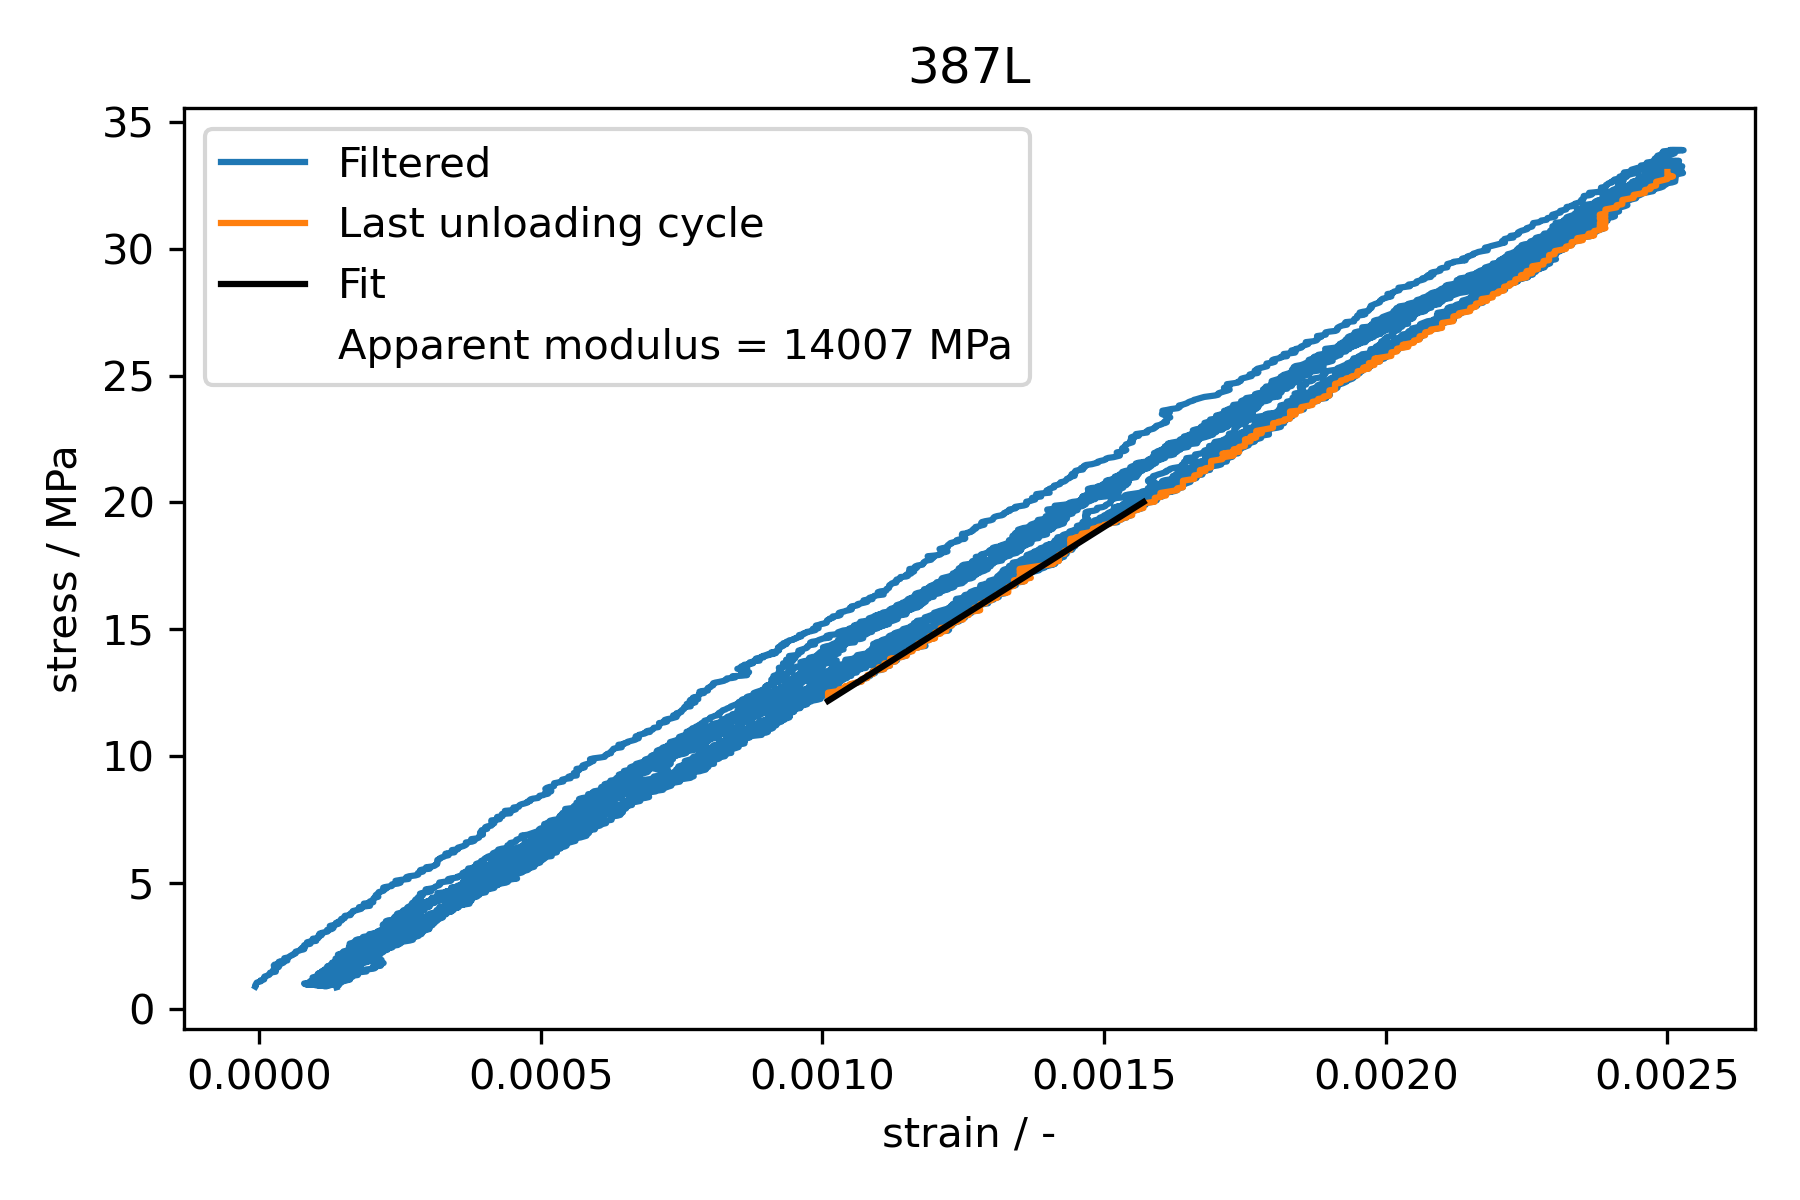 387L
35
30
25
20
15
10
5
0
stress / MPa
Filtered
Last unloading cycle
Fit
Apparent modulus = 14007 MPa
0.0000 0.0005 0.0010 0.0015 0.0020 0.0025
strain / -